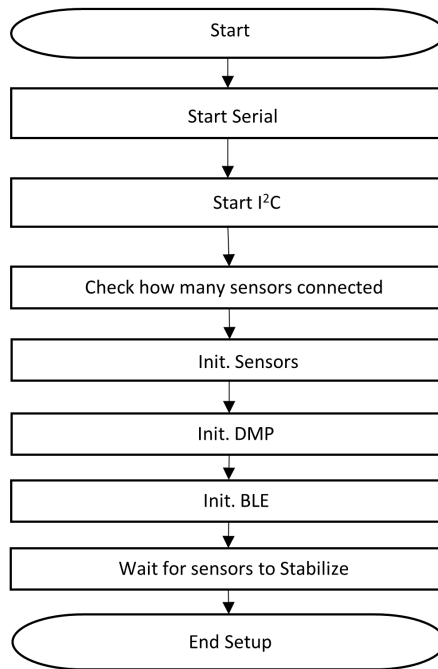 Start
Start Serial
Start I²C
Check how many sensors connected
Init. Sensors
Init. DMP
Init. BLE
Wait for sensors to Stabilize
End Setup